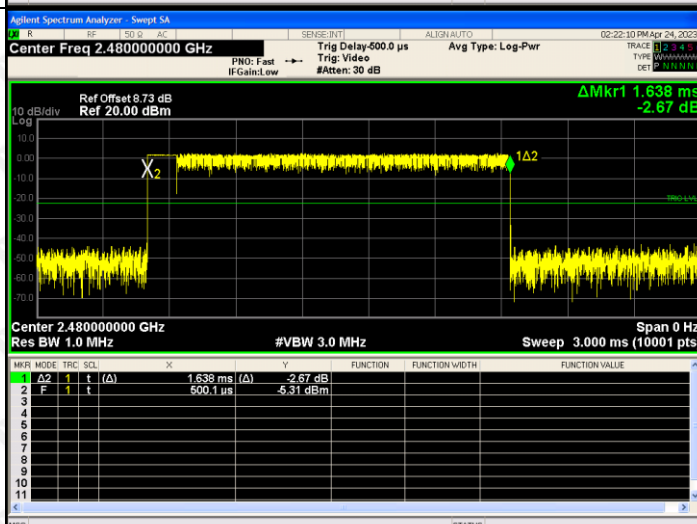 Agilent Spectrum Analyzer - Swept SA
R RF 50 Ω AC SENSE:INT ALIGN AUTO 02:22:10 PM Apr 24, 2023
Center Freq 2.480000000 GHz
PNO: Fast
IFGain:Low
Trig Delay-500.0 µs
Trig: Video
#Atten: 30 dB
Avg Type: Log-Pwr
TRACE 1 2 3 4 5
TYPE W
DET P N N N N
Ref Offset 8.73 dB
10 dB/div Ref 20.00 dBm
Log
ΔMkr1 1.638 ms
-2.67 dB
10.0
0.00
-10.0
-20.0
-30.0
-40.0
-50.0
-60.0
-70.0
X2
1Δ2
TRIG LVL
Center 2.480000000 GHz Span 0 Hz
Res BW 1.0 MHz #VBW 3.0 MHz Sweep 3.000 ms (10001 pts
MKR MODE TRC SCL X Y FUNCTION FUNCTION WIDTH FUNCTION VALUE
1 Δ2 1 t (Δ) 1.638 ms (Δ) -2.67 dB
2 F 1 t 500.1 µs -5.31 dBm
3
4
5
6
7
8
9
10
11